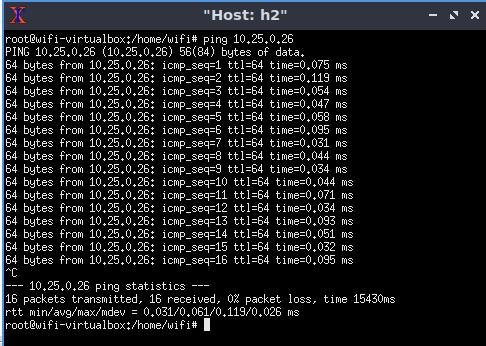 "Host: h2"
root@wifi-virtualbox:/home/wifi# ping 10.25.0.26
PING 10.25.0.26 (10.25.0.26) 56(84) bytes of data.
64 bytes from 10.25.0.26: icmp_seq=1 ttl=64 time=0.075 ms
64 bytes from 10.25.0.26: icmp_seq=2 ttl=64 time=0.119 ms
64 bytes from 10.25.0.26: icmp_seq=3 ttl=64 time=0.054 ms
64 bytes from 10.25.0.26: icmp_seq=4 ttl=64 time=0.047 ms
64 bytes from 10.25.0.26: icmp_seq=5 ttl=64 time=0.058 ms
64 bytes from 10.25.0.26: icmp_seq=6 ttl=64 time=0.095 ms
64 bytes from 10.25.0.26: icmp_seq=7 ttl=64 time=0.031 ms
64 bytes from 10.25.0.26: icmp_seq=8 ttl=64 time=0.044 ms
64 bytes from 10.25.0.26: icmp_seq=9 ttl=64 time=0.034 ms
64 bytes from 10.25.0.26: icmp_seq=10 ttl=64 time=0.044 ms
64 bytes from 10.25.0.26: icmp_seq=11 ttl=64 time=0.071 ms
64 bytes from 10.25.0.26: icmp_seq=12 ttl=64 time=0.034 ms
64 bytes from 10.25.0.26: icmp_seq=13 ttl=64 time=0.093 ms
64 bytes from 10.25.0.26: icmp_seq=14 ttl=64 time=0.051 ms
64 bytes from 10.25.0.26: icmp_seq=15 ttl=64 time=0.032 ms
64 bytes from 10.25.0.26: icmp_seq=16 ttl=64 time=0.095 ms
^C
--- 10.25.0.26 ping statistics ---
16 packets transmitted, 16 received, 0% packet loss, time 15430ms
rtt min/avg/max/mdev = 0.031/0.061/0.119/0.026 ms
root@wifi-virtualbox:/home/wifi#